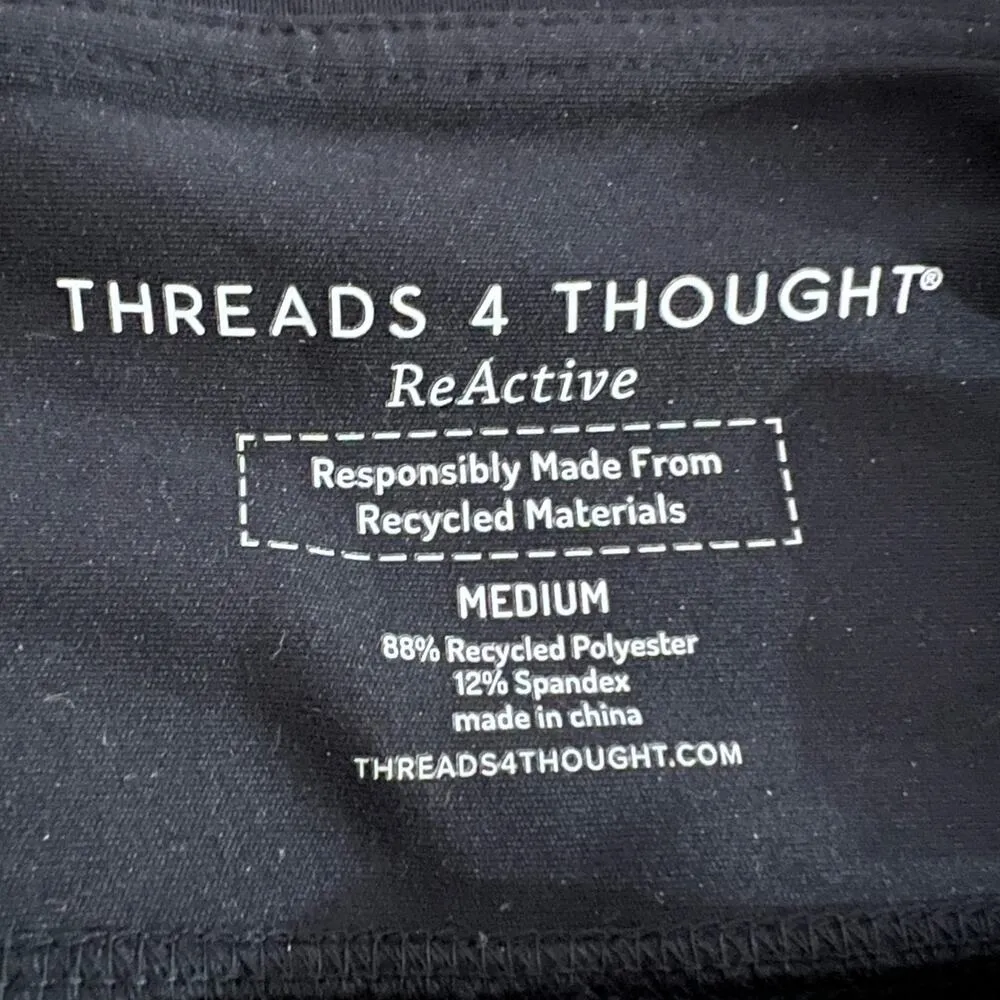 THREADS 4 THOUGHT®
ReActive
Responsibly Made From
Recycled Materials
MEDIUM
88% Recycled Polyester
12% Spandex
made in china
THREADS4THOUGHT.COM